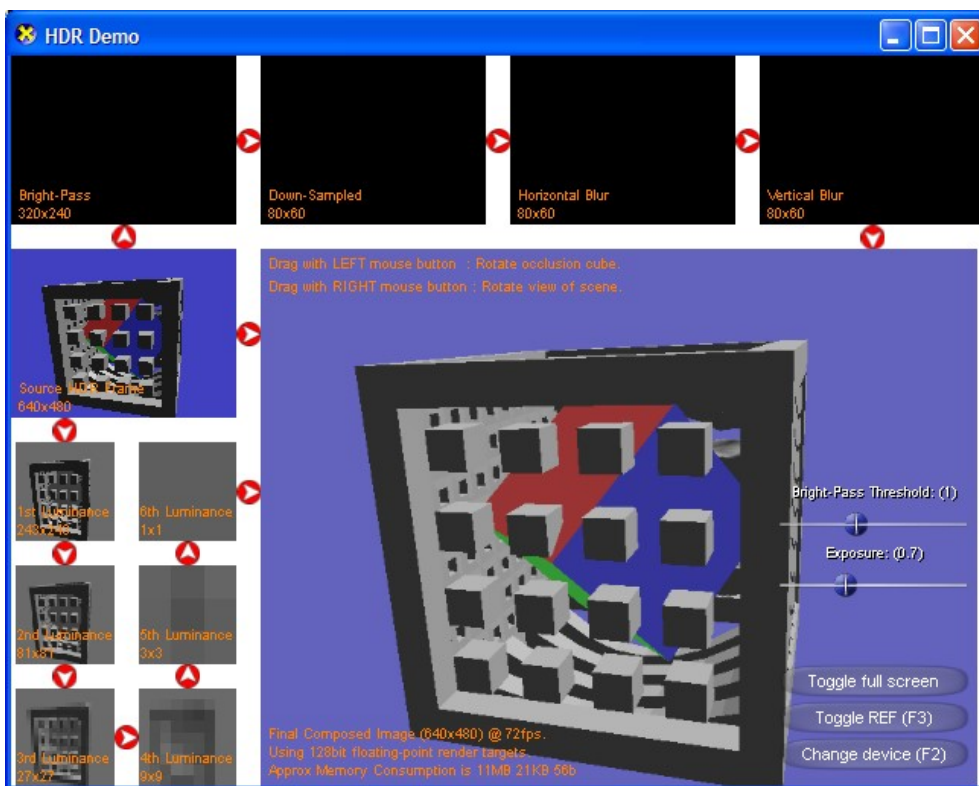 HDR Demo
Bright-Pass
320x240
Down-Sampled
80x60
Horizontal Blur
80x60
Vertical Blur
80x60
Drag with LEFT mouse button : Rotate occlusion cube.
Drag with RIGHT mouse button : Rotate view of scene.
Source HDR Frame
640x480
1st Luminance
243x243
6th Luminance
1x1
Bright-Pass Threshold: (1)
Exposure: (0.7)
2nd Luminance
81x81
5th Luminance
3x3
Toggle full screen
Toggle REF (F3)
Change device (F2)
3rd Luminance
27x27
4th Luminance
9x9
Final Composed Image (640x480) @ 72fps.
Using 128bit floating-point render targets.
Approx Memory Consumption is 11MB 21KB 56b